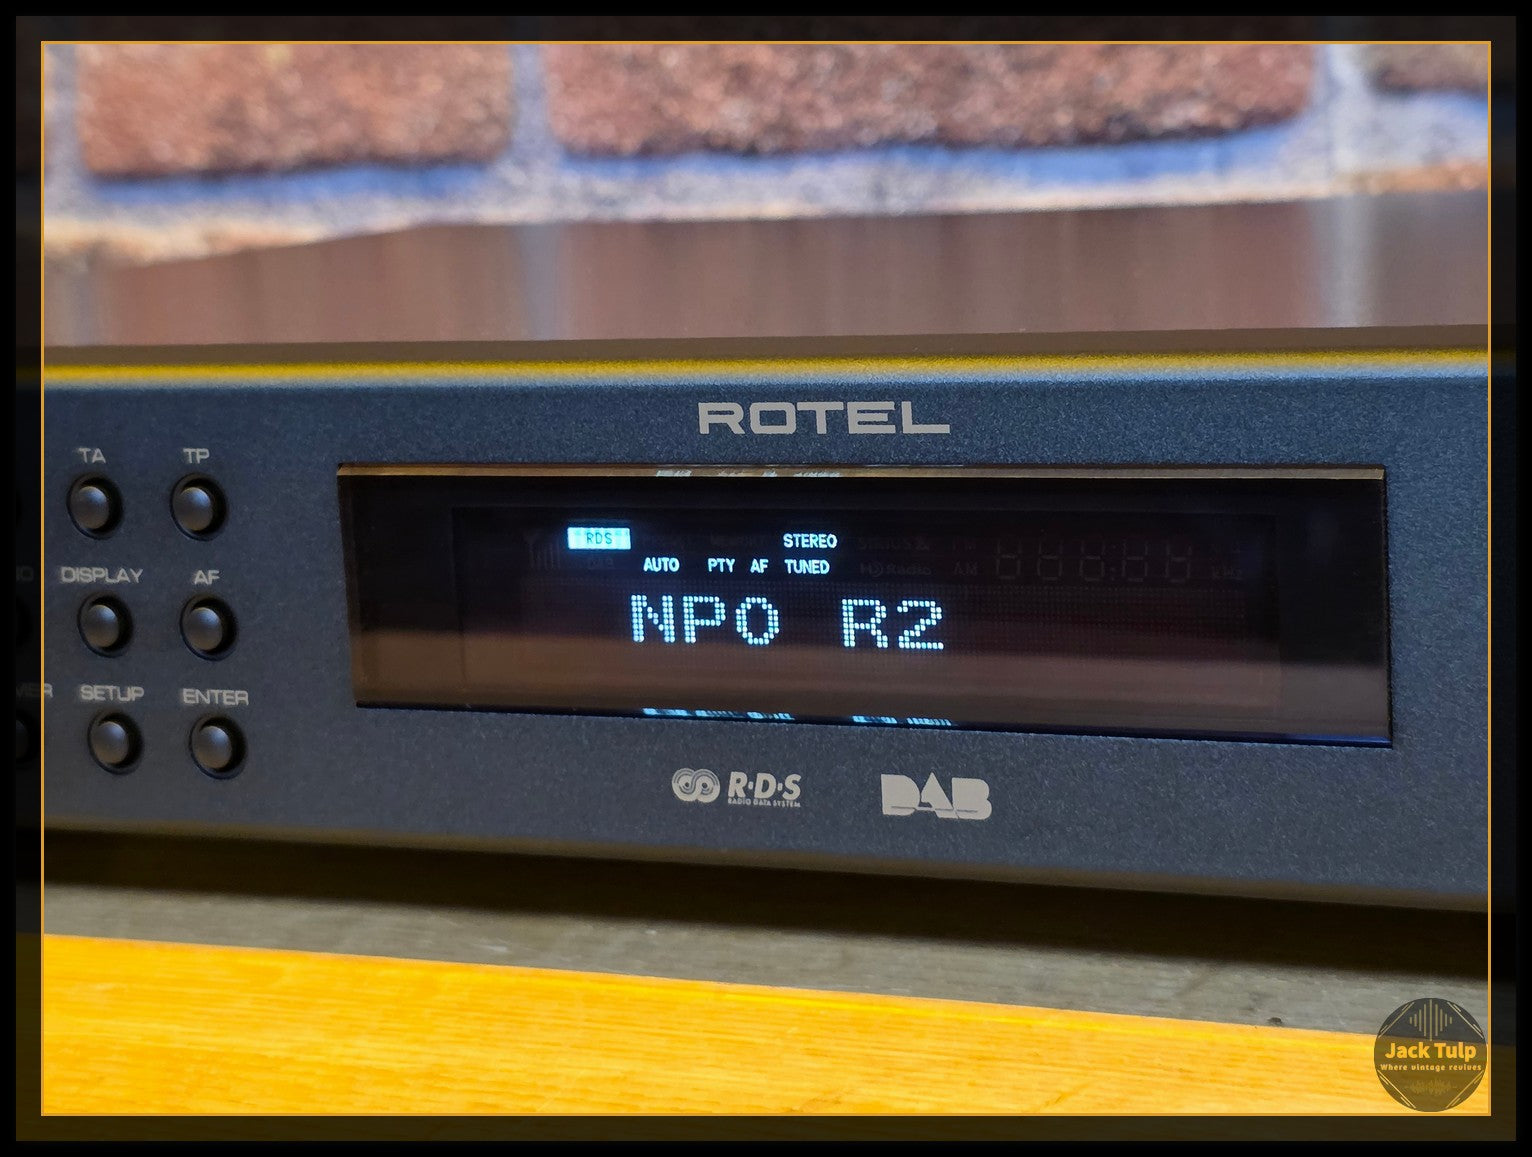 ROTEL
TA TP
DISPLAY AF
SETUP ENTER
RDS STEREO
AUTO PTY AF TUNED
NPO R2
R·D·S
RADIO DATA SYSTEM
DAB
Jack Tulp
Where vintage revives